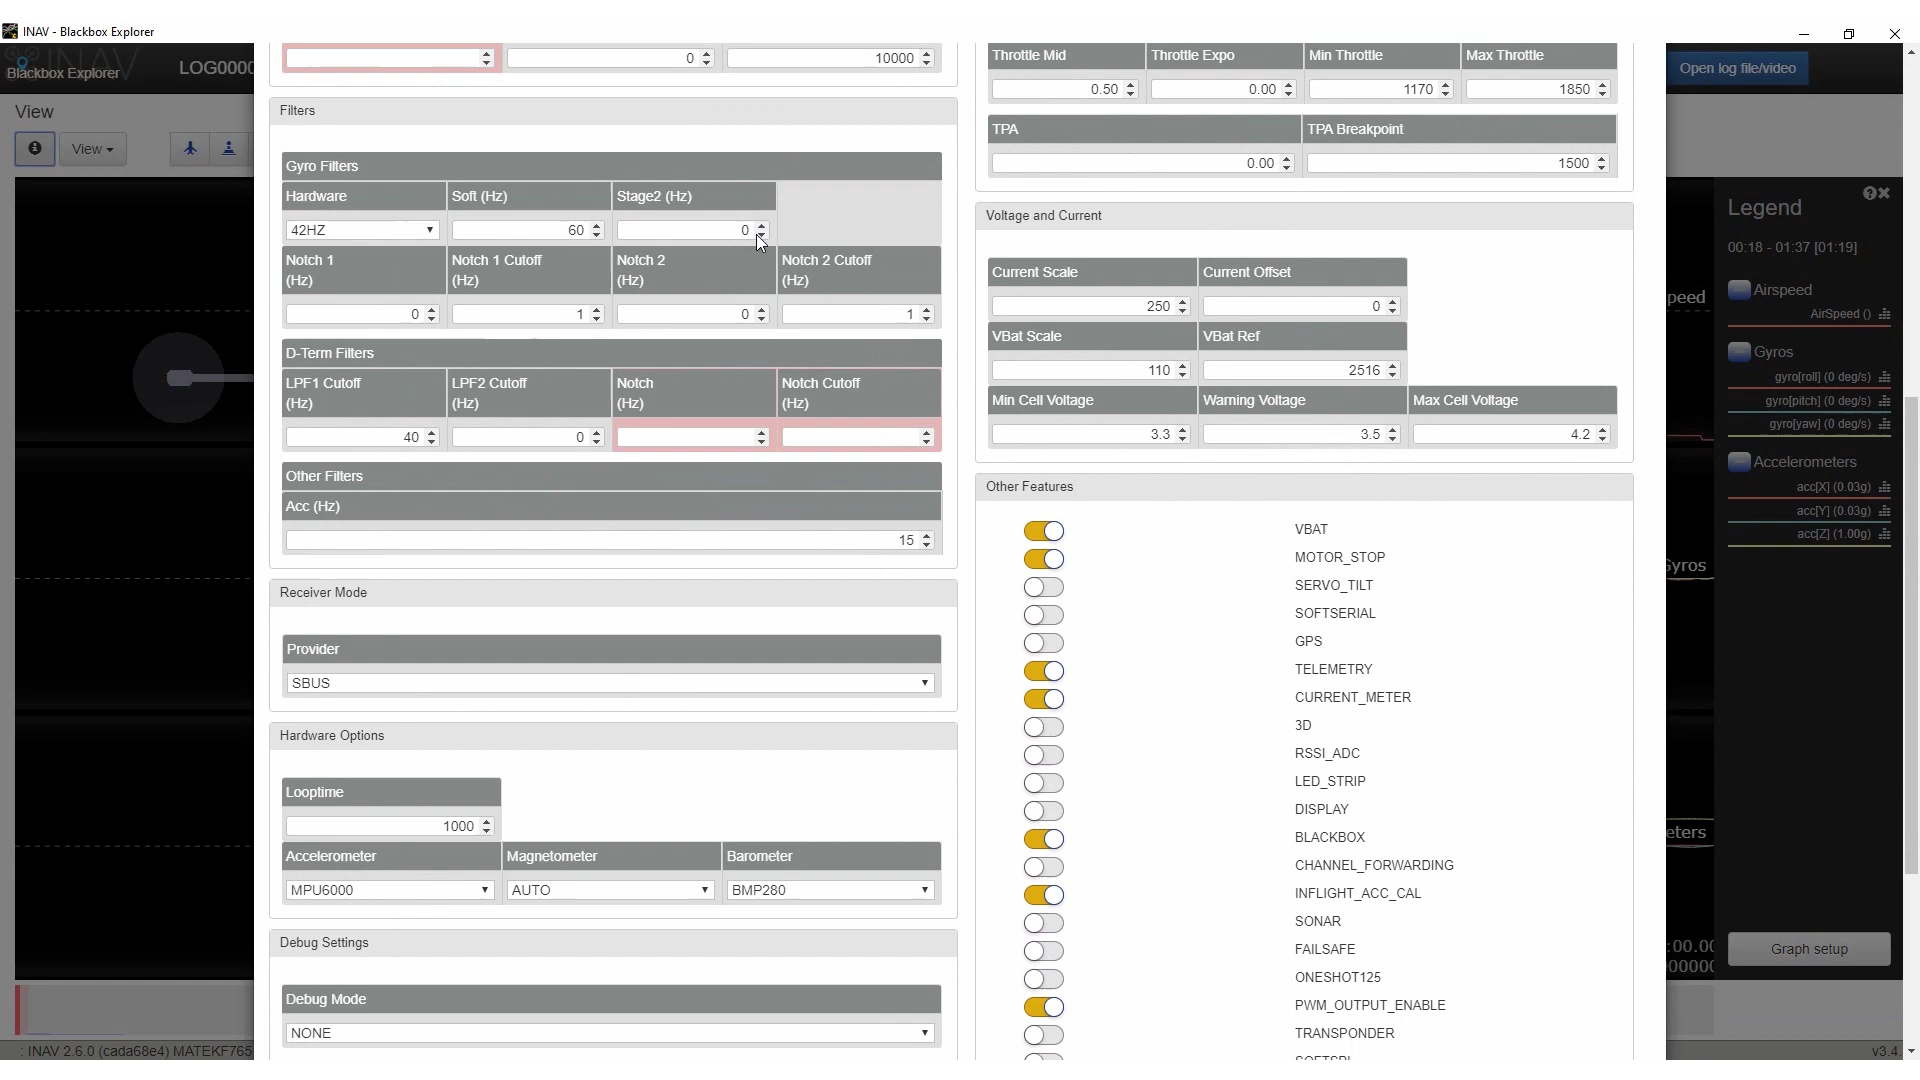 INAV - Blackbox Explorer
Blackbox Explorer
LOG0000
Open log file/video
View
View
0
10000
Filters
Gyro Filters
Hardware
Soft (Hz)
Stage2 (Hz)
42HZ
60
0
Notch 1
(Hz)
Notch 1 Cutoff
(Hz)
Notch 2
(Hz)
Notch 2 Cutoff
(Hz)
0
1
0
1
D-Term Filters
LPF1 Cutoff
(Hz)
LPF2 Cutoff
(Hz)
Notch
(Hz)
Notch Cutoff
(Hz)
40
0
Other Filters
Acc (Hz)
15
Receiver Mode
Provider
SBUS
Hardware Options
Looptime
1000
Accelerometer
Magnetometer
Barometer
MPU6000
AUTO
BMP280
Debug Settings
Debug Mode
NONE
Throttle Mid
Throttle Expo
Min Throttle
Max Throttle
0.50
0.00
1170
1850
TPA
TPA Breakpoint
0.00
1500
Voltage and Current
Current Scale
Current Offset
250
0
VBat Scale
VBat Ref
110
2516
Min Cell Voltage
Warning Voltage
Max Cell Voltage
3.3
3.5
4.2
Other Features
VBAT
MOTOR_STOP
SERVO_TILT
SOFTSERIAL
GPS
TELEMETRY
CURRENT_METER
3D
RSSI_ADC
LED_STRIP
DISPLAY
BLACKBOX
CHANNEL_FORWARDING
INFLIGHT_ACC_CAL
SONAR
FAILSAFE
ONESHOT125
PWM_OUTPUT_ENABLE
TRANSPONDER
Legend
00:18 - 01:37 [01:19]
Airspeed
AirSpeed ()
Gyros
gyro[roll] (0 deg/s)
gyro[pitch] (0 deg/s)
gyro[yaw] (0 deg/s)
Accelerometers
acc[X] (0.03g)
acc[Y] (0.03g)
acc[Z] (1.00g)
Graph setup
peed
Gyros
eters
:00.00
00000
: INAV 2.6.0 (cada68e4) MATEKF765
v3.4.